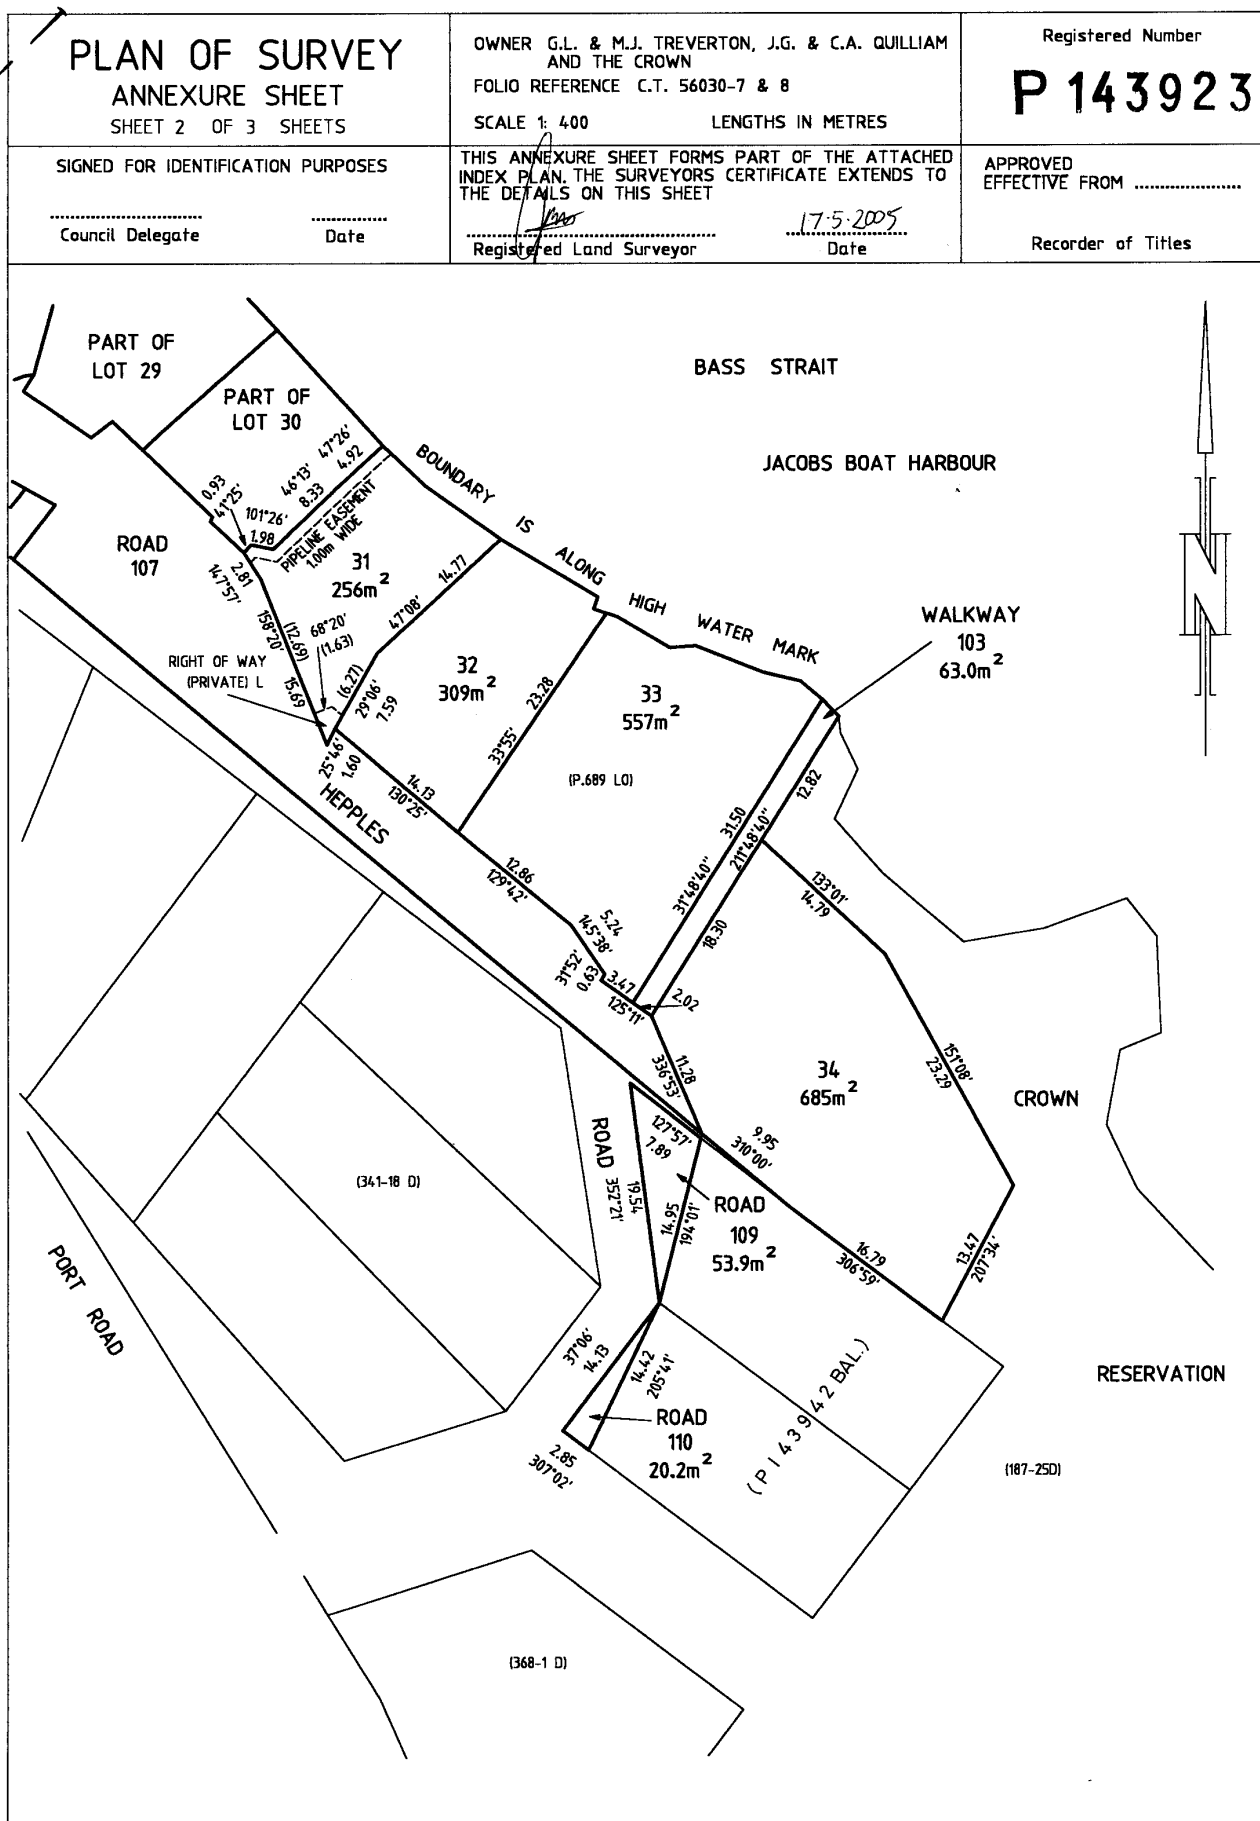 PLAN OF SURVEY
ANNEXURE SHEET
SHEET 2 OF 3 SHEETS
OWNER G.L. & M.J. TREVERTON, J.G. & C.A. QUILLIAM
AND THE CROWN
FOLIO REFERENCE C.T. 56030-7 & 8
SCALE 1: 400 LENGTHS IN METRES
Registered Number
P 143923
SIGNED FOR IDENTIFICATION PURPOSES
Council Delegate
Date
THIS ANNEXURE SHEET FORMS PART OF THE ATTACHED
INDEX PLAN. THE SURVEYORS CERTIFICATE EXTENDS TO
THE DETAILS ON THIS SHEET
17-5-2005
Registered Land Surveyor
Date
APPROVED
EFFECTIVE FROM
Recorder of Titles
PART OF
LOT 29
PART OF
LOT 30
BASS STRAIT
JACOBS BOAT HARBOUR
BOUNDARY IS ALONG HIGH WATER MARK
47°26'
4.92
46°13'
8.33
0.93
41°25'
101°26'
1.98
PIPELINE EASEMENT
1.00m WIDE
ROAD
107
31
256m²
2.81
147°57'
14.77
47°08'
(12.69)
158°20'
15.69
68°20'
(1.63)
RIGHT OF WAY
(PRIVATE) L
(6.27)
29°06'
7.59
25°46'
1.60
32
309m²
23.28
33°55'
33
557m²
(P.689 LO)
WALKWAY
103
63.0m²
14.13
130°25'
HEPPLES
12.86
129°42'
5.24
145°38'
31°52'
0.63
3.47
125°11'
2.02
31.50
31°48'40"
211°48'40"
12.82
18.30
133°01'
14.79
11.28
336°53'
34
685m²
151°08'
23.29
CROWN
127°57'
7.89
9.95
310°00'
ROAD
352°21'
19.54
14.95
194°01'
ROAD
109
53.9m²
16.79
306°59'
13.47
207°34'
(341-18 D)
PORT ROAD
37°06'
14.13
14.42
205°41'
ROAD
110
20.2m²
2.85
307°02'
(P143942 BAL.)
RESERVATION
(187-25D)
(368-1 D)
N